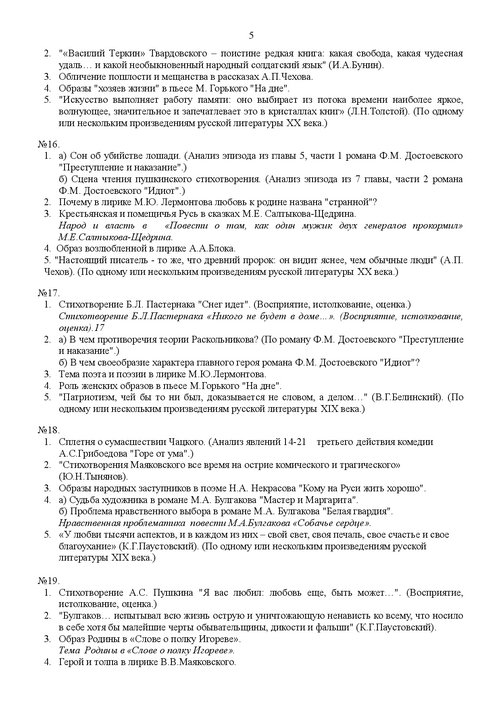 5
2. "«Василий Теркин» Твардовского – поистине редкая книга: какая свобода, какая чудесная
удаль… и какой необыкновенный народный солдатский язык" (И.А.Бунин).
3. Обличение пошлости и мещанства в рассказах А.П.Чехова.
4. Образы "хозяев жизни" в пьесе М. Горького "На дне".
5. "Искусство выполняет работу памяти: оно выбирает из потока времени наиболее яркое,
волнующее, значительное и запечатлевает это в кристаллах книг» (Л.Н.Толстой). (По одному
или нескольким произведениям русской литературы XX века.)
№16.
1. а) Сон об убийстве лошади. (Анализ эпизода из главы 5, части 1 романа Ф.М. Достоевского
"Преступление и наказание".)
б) Сцена чтения пушкинского стихотворения. (Анализ эпизода из 7 главы, части 2 романа
Ф.М. Достоевского "Идиот".)
2. Почему в лирике М.Ю. Лермонтова любовь к родине названа "странной"?
3. Крестьянская и помещичья Русь в сказках М.Е. Салтыкова-Щедрина.
Народ и власть в «Повести о том, как один мужик двух генералов прокормил»
М.Е.Салтыкова-Щедрина.
4. Образ возлюбленной в лирике А.А.Блока.
5. "Настоящий писатель - то же, что древний пророк: он видит яснее, чем обычные люди" (А.П.
Чехов). (По одному или нескольким произведениям русской литературы XX века.)
№17.
1. Стихотворение Б.Л. Пастернака "Снег идет". (Восприятие, истолкование, оценка.)
Стихотворение Б.Л.Пастернака «Никого не будет в доме…». (Восприятие, истолкование,
оценка).17
2. а) В чем противоречия теории Раскольникова? (По роману Ф.М. Достоевского "Преступление
и наказание".)
б) В чем своеобразие характера главного героя романа Ф.М. Достоевского "Идиот"?
3. Тема поэта и поэзии в лирике М.Ю.Лермонтова.
4. Роль женских образов в пьесе М.Горького "На дне".
5. "Патриотизм, чей бы то ни был, доказывается не словом, а делом…" (В.Г.Белинский). (По
одному или нескольким произведениям русской литературы XIX века.)
№18.
1. Сплетня о сумасшествии Чацкого. (Анализ явлений 14-21 третьего действия комедии
А.С.Грибоедова "Горе от ума".)
2. "Стихотворения Маяковского все время на острие комического и трагического»
(Ю.Н.Тынянов).
3. Образы народных заступников в поэме Н.А. Некрасова "Кому на Руси жить хорошо".
4. а) Судьба художника в романе М.А. Булгакова "Мастер и Маргарита".
б) Проблема нравственного выбора в романе М.А. Булгакова "Белая гвардия".
Нравственная проблематика повести М.А.Булгакова «Собачье сердце».
5. «У любви тысячи аспектов, и в каждом из них – свой свет, своя печаль, свое счастье и свое
благоухание» (К.Г.Паустовский). (По одному или нескольким произведениям русской
литературы XIX века.)
№19.
1. Стихотворение А.С. Пушкина "Я вас любил: любовь еще, быть может…". (Восприятие,
истолкование, оценка.)
2. "Булгаков… испытывал всю жизнь острую и уничтожающую ненависть ко всему, что носило
в себе хотя бы малейшие черты обывательщины, дикости и фальши" (К.Г.Паустовский).
3. Образ Родины в «Слове о полку Игореве».
Тема Родины в «Слове о полку Игореве».
4. Герой и толпа в лирике В.В.Маяковского.